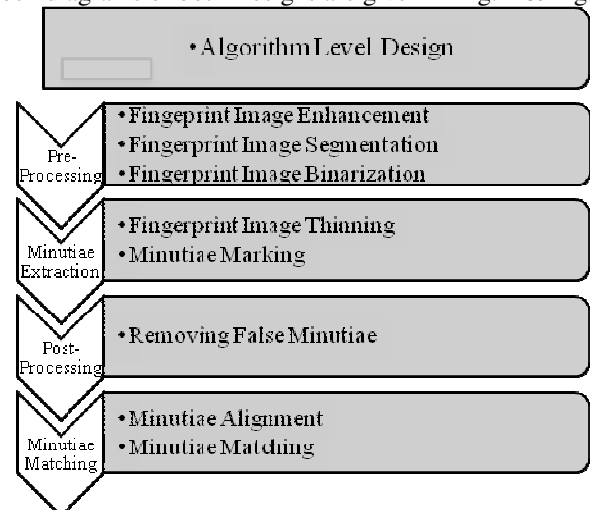 • Algorithm Level Design
Pre-
Processing
• Fingeprint Image Enhancement
• Fingerprint Image Segmentation
• Fingerprint Image Binarization
Minutiae
Extraction
• Fingerprint Image Thinning
• Minutiae Marking
Post-
Processing
• Removing False Minutiae
Minutiae
Matching
• Minutiae Alignment
• Minutiae Matching